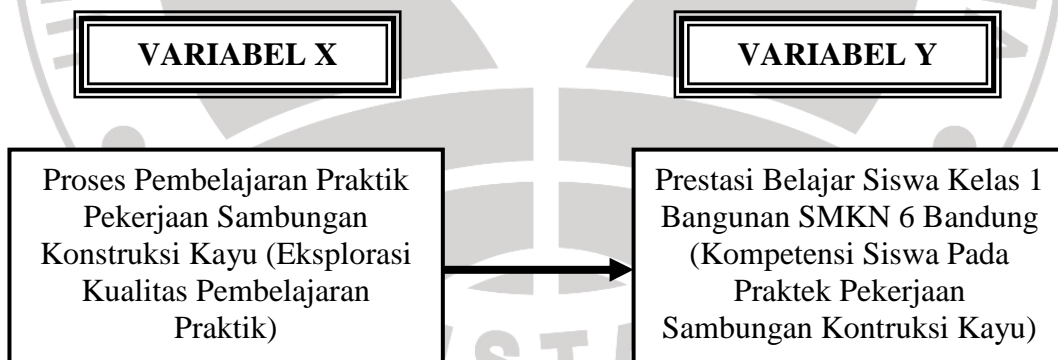 VARIABEL X
VARIABEL Y
Proses Pembelajaran Praktik
Pekerjaan Sambungan
Konstruksi Kayu (Eksplorasi
Kualitas Pembelajaran
Praktik)
Prestasi Belajar Siswa Kelas 1
Bangunan SMKN 6 Bandung
(Kompetensi Siswa Pada
Praktek Pekerjaan
Sambungan Kontruksi Kayu)